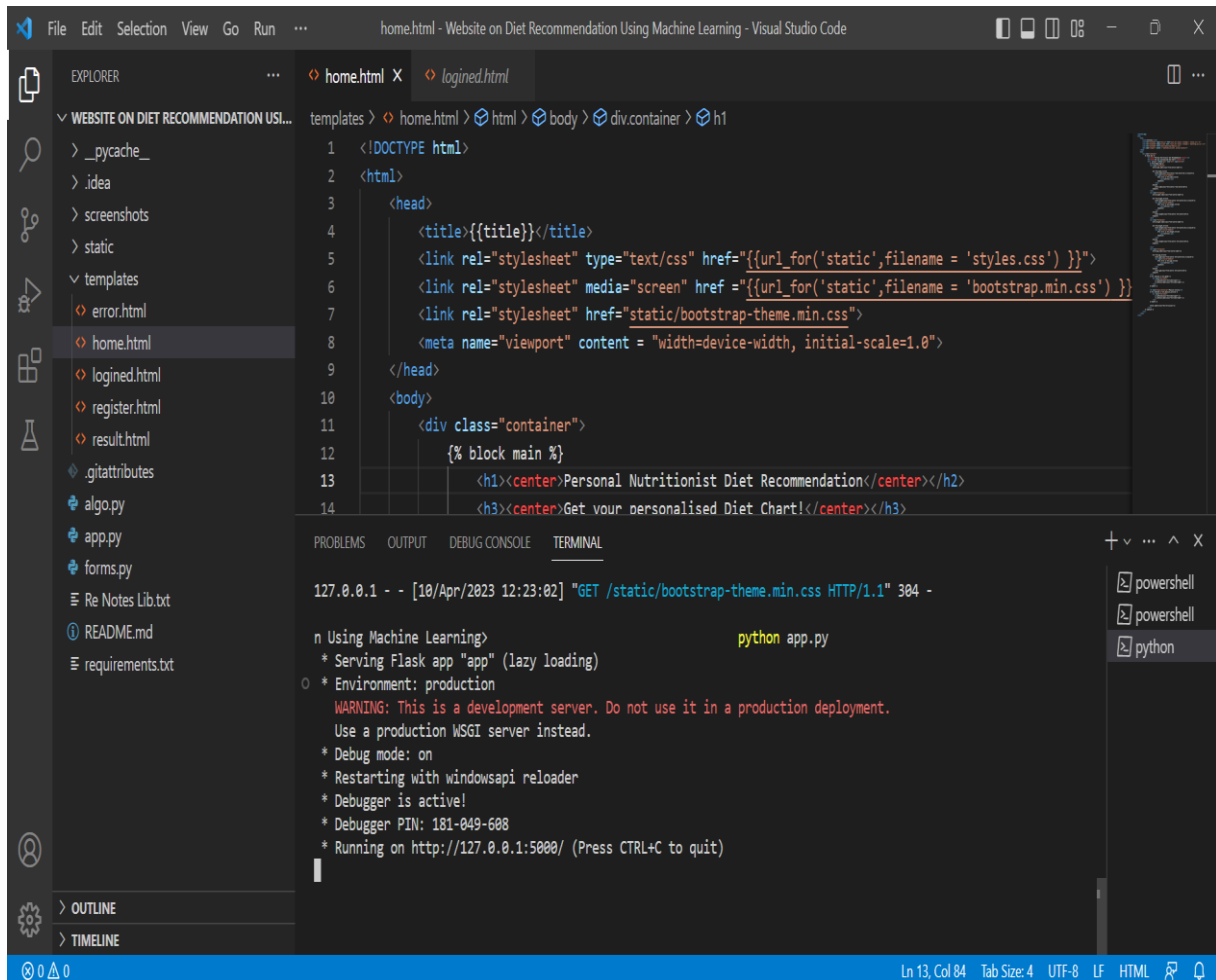 File Edit Selection View Go Run ··· home.html - Website on Diet Recommendation Using Machine Learning - Visual Studio Code
EXPLORER ···
WEBSITE ON DIET RECOMMENDATION USI...
__pycache__
.idea
screenshots
static
templates
error.html
home.html
logined.html
register.html
result.html
.gitattributes
algo.py
app.py
forms.py
Re Notes Lib.txt
README.md
requirements.txt
OUTLINE
TIMELINE
home.html X logined.html
templates > home.html > html > body > div.container > h1
1 <!DOCTYPE html>
2 <html>
3 <head>
4 <title>{{title}}</title>
5 <link rel="stylesheet" type="text/css" href="{{url_for('static',filename = 'styles.css') }}">
6 <link rel="stylesheet" media="screen" href ="{{url_for('static',filename = 'bootstrap.min.css') }}
7 <link rel="stylesheet" href="static/bootstrap-theme.min.css">
8 <meta name="viewport" content = "width=device-width, initial-scale=1.0">
9 </head>
10 <body>
11 <div class="container">
12 {% block main %}
13 <h1><center>Personal Nutritionist Diet Recommendation</center></h2>
14 <h3><center>Get your personalised Diet Chart!</center></h3>
PROBLEMS OUTPUT DEBUG CONSOLE TERMINAL
127.0.0.1 - - [10/Apr/2023 12:23:02] "GET /static/bootstrap-theme.min.css HTTP/1.1" 304 -
n Using Machine Learning> python app.py
* Serving Flask app "app" (lazy loading)
* Environment: production
WARNING: This is a development server. Do not use it in a production deployment.
Use a production WSGI server instead.
* Debug mode: on
* Restarting with windowsapi reloader
* Debugger is active!
* Debugger PIN: 181-049-608
* Running on http://127.0.0.1:5000/ (Press CTRL+C to quit)
powershell
powershell
python
0 0 Ln 13, Col 84 Tab Size: 4 UTF-8 LF HTML